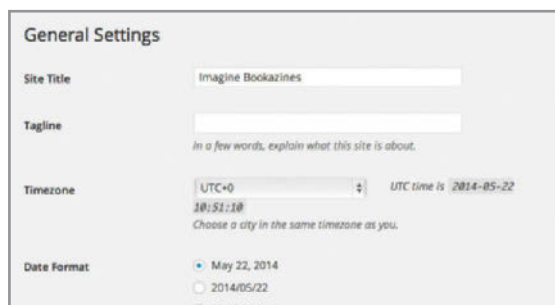 General Settings
Site Title Imagine Bookazines
Tagline
In a few words, explain what this site is about.
Timezone UTC+0 UTC time is 2014-05-22
10:51:10
Choose a city in the same timezone as you.
Date Format May 22, 2014
2014/05/22